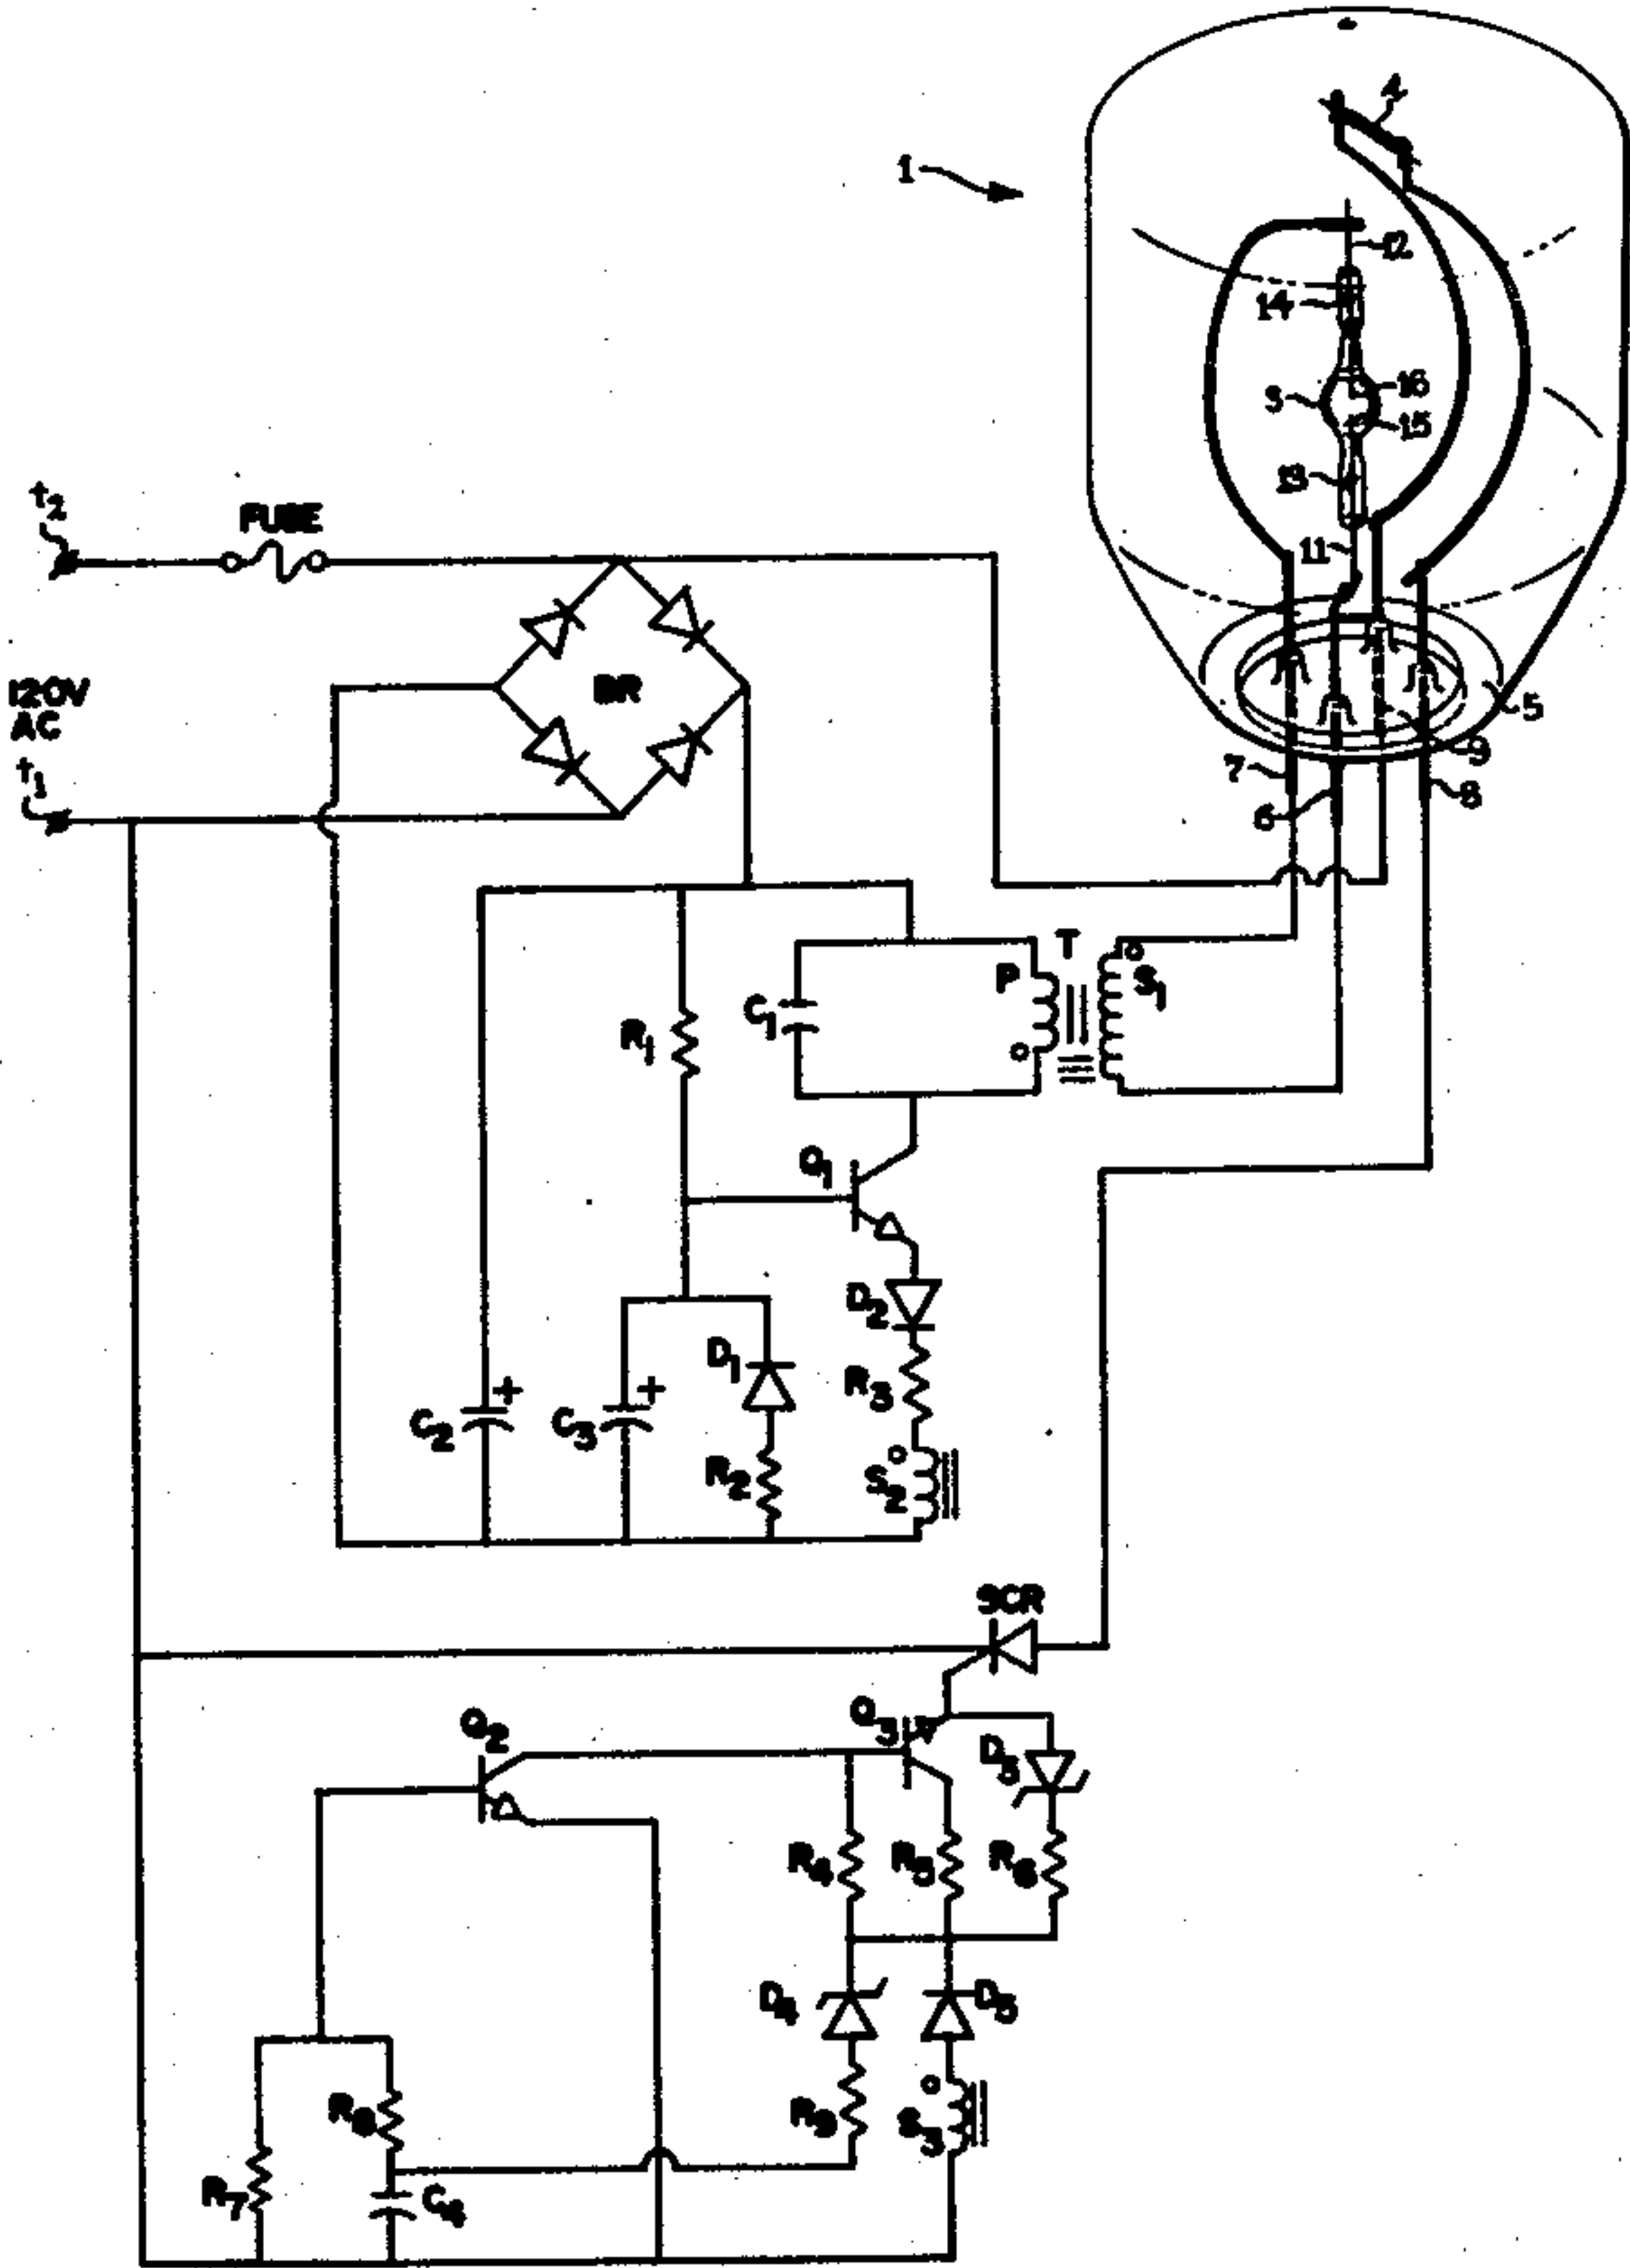 4
1
12
14
16
3
15
13
t2
FUSE
11
120V
AC
BR
5
t1
7
9
6
8
T
P
S1
C1
R1
Q1
D2
D1
R3
C2
+
C3
+
R2
S2
SCR
Q2
Q3
D5
R4
R5
R6
D4
D3
R8
R9
S3
R7
C4